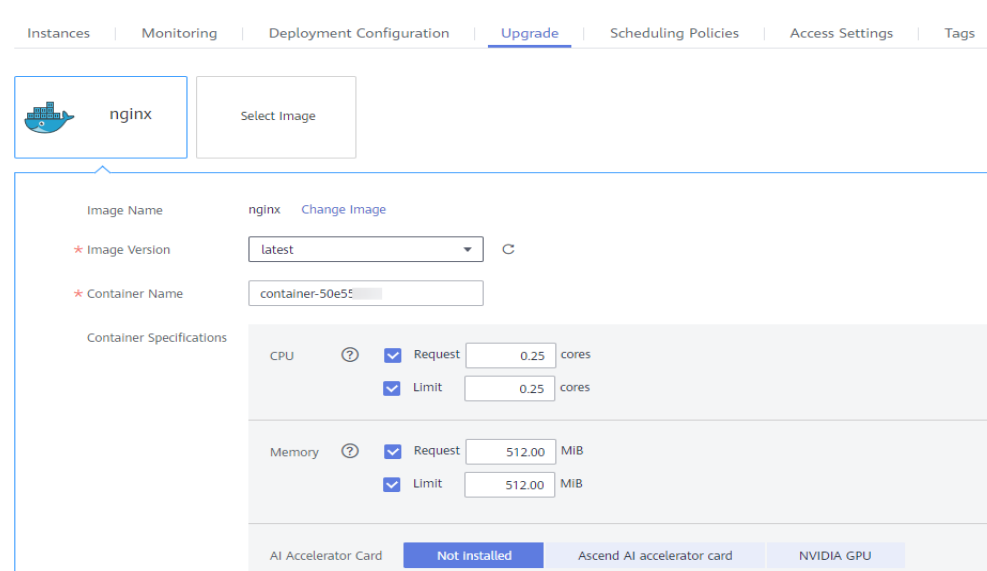 Instances Monitoring Deployment Configuration Upgrade Scheduling Policies Access Settings Tags
nginx Select Image
Image Name nginx Change Image
* Image Version latest
* Container Name container-50e55
Container Specifications
CPU ? Request 0.25 cores
Limit 0.25 cores
Memory ? Request 512.00 MiB
Limit 512.00 MiB
AI Accelerator Card Not Installed Ascend AI accelerator card NVIDIA GPU